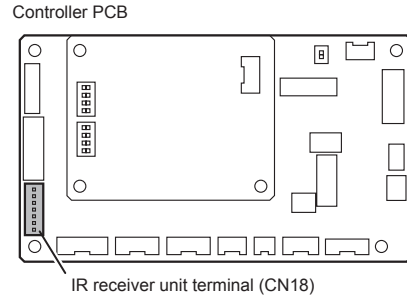 Controller PCB
IR receiver unit terminal (CN18)